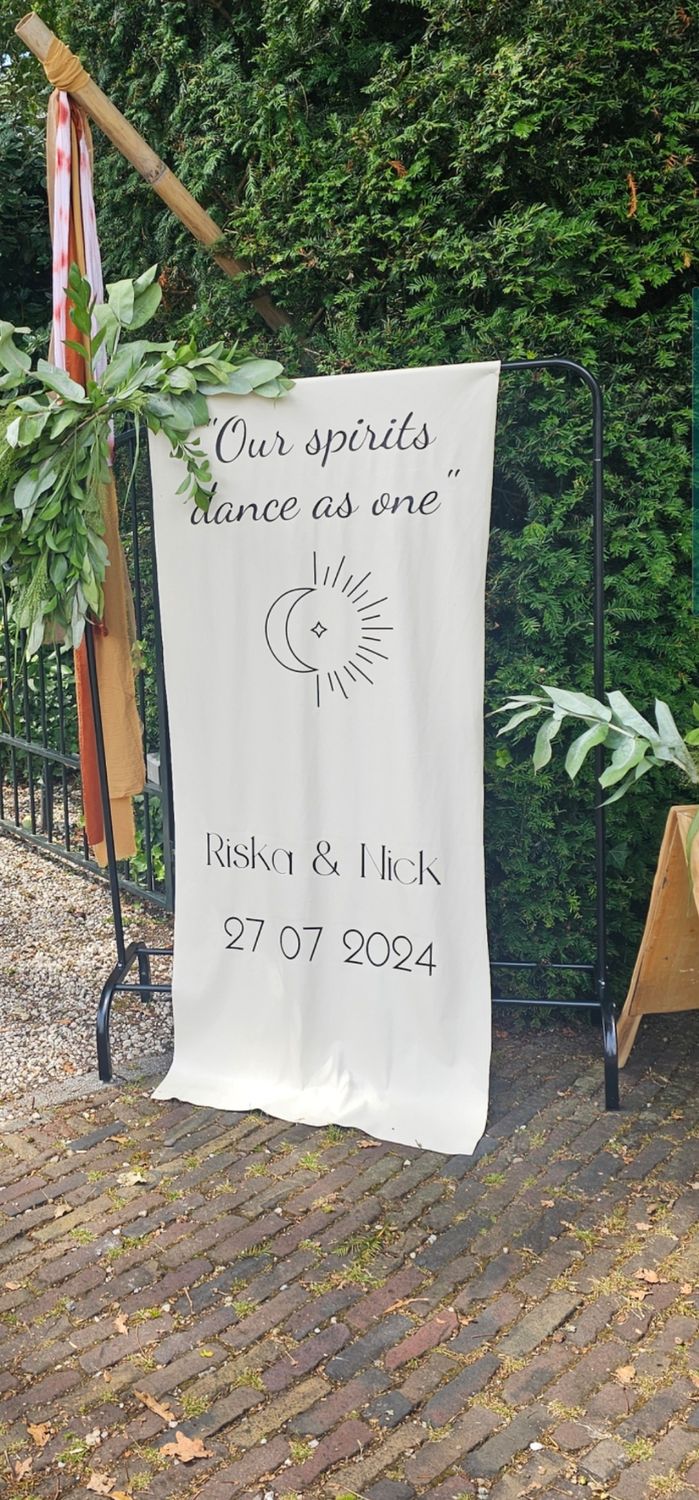 "Our spirits
dance as one"
Riska & Nick
27 07 2024